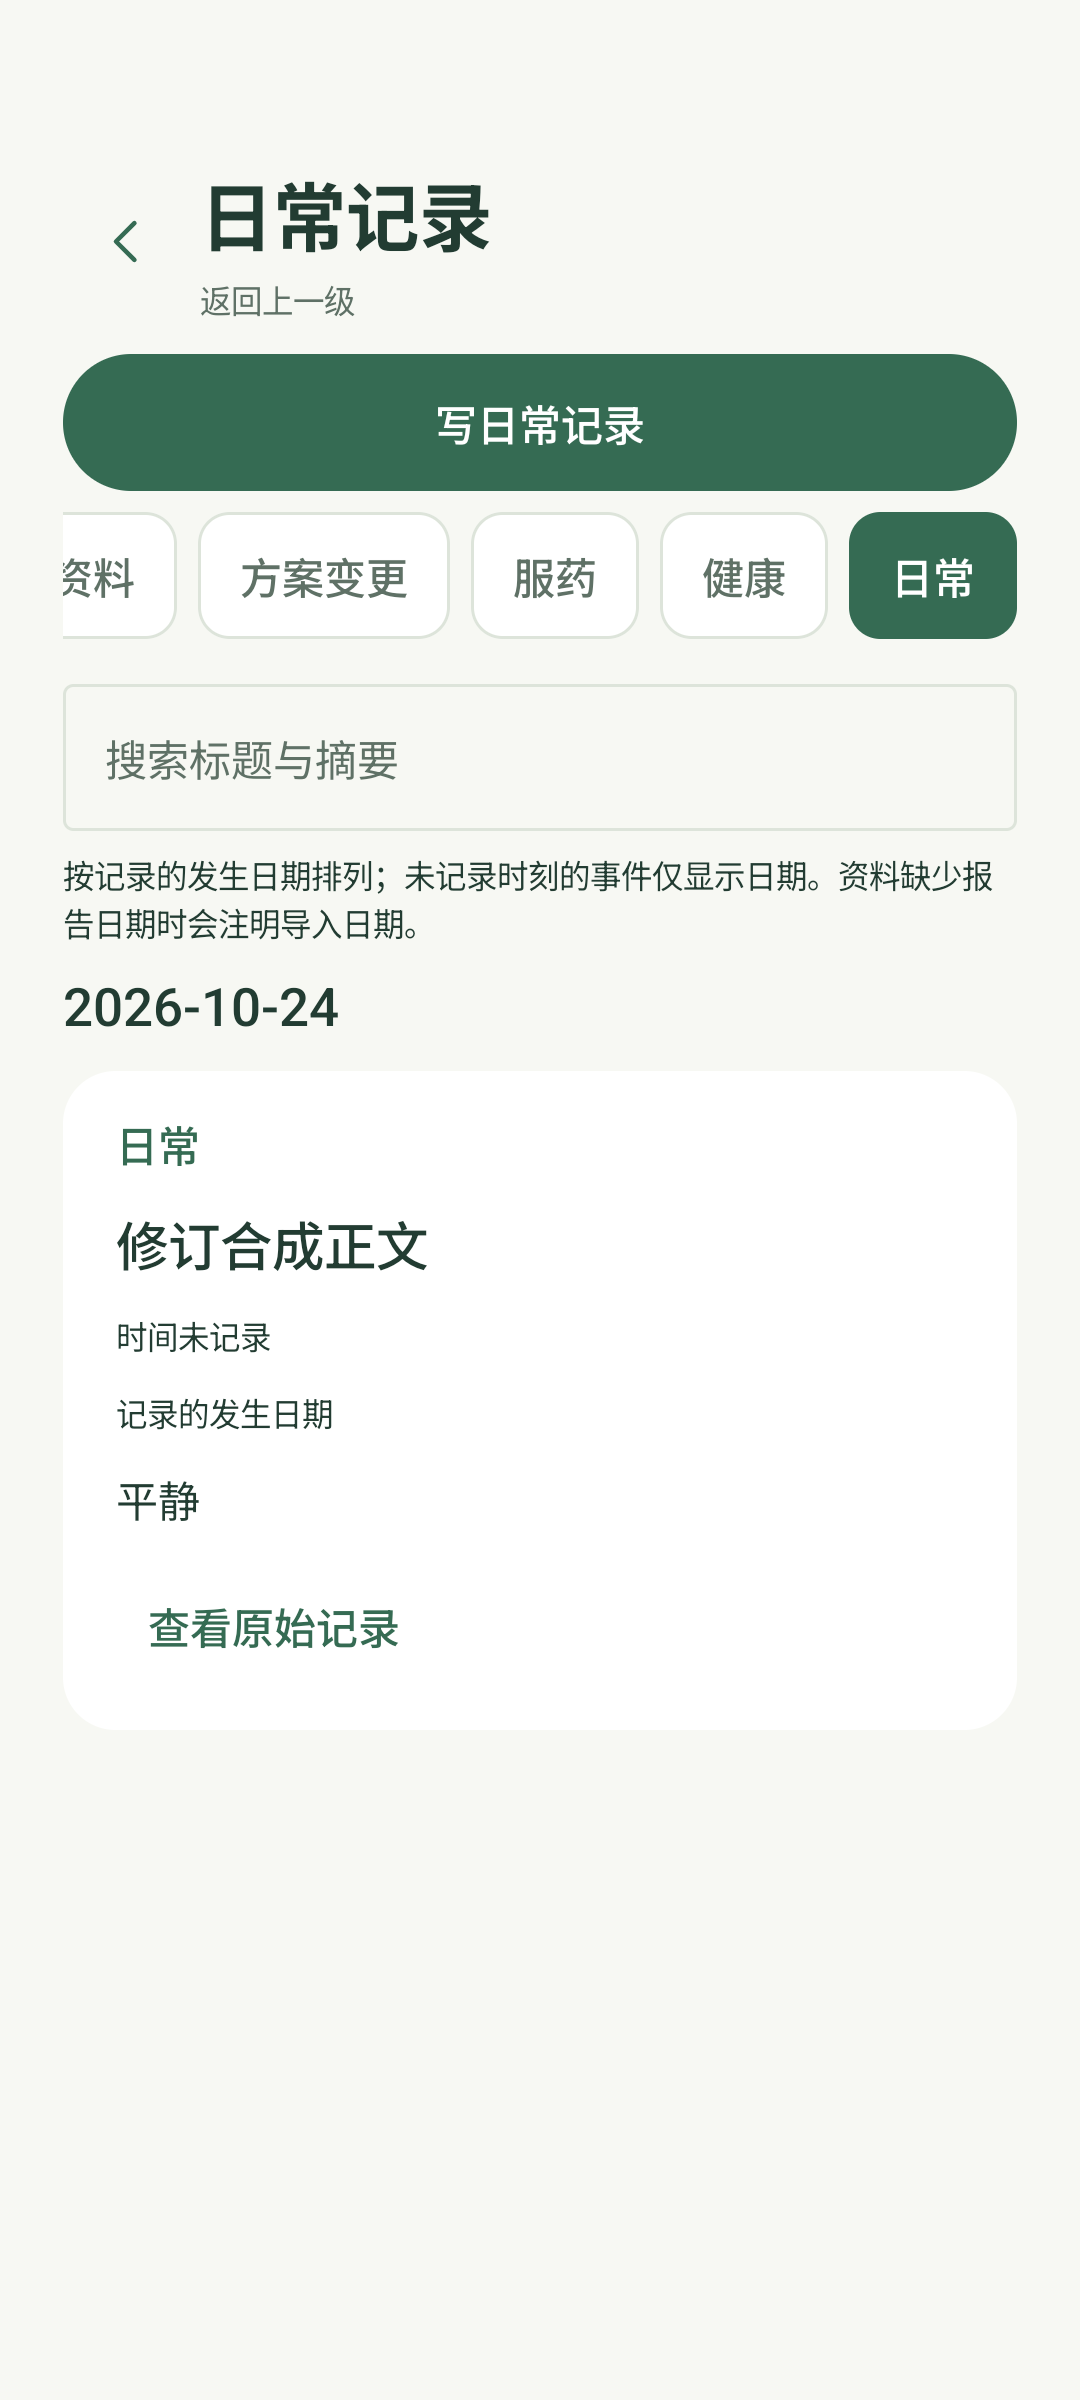 日常记录
返回上一级
写日常记录
资料
方案变更
服药
健康
日常
搜索标题与摘要
按记录的发生日期排列；未记录时刻的事件仅显示日期。资料缺少报
告日期时会注明导入日期。
2026-10-24
日常
修订合成正文
时间未记录
记录的发生日期
平静
查看原始记录